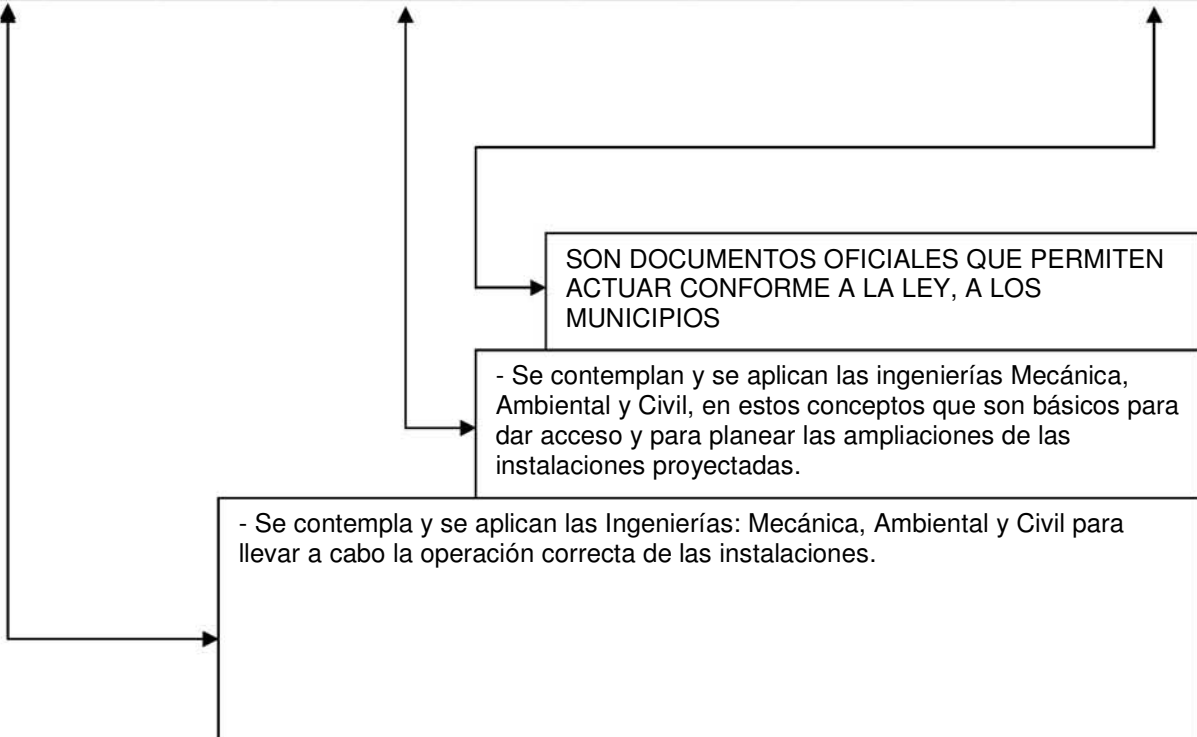 SON DOCUMENTOS OFICIALES QUE PERMITEN
ACTUAR CONFORME A LA LEY, A LOS
MUNICIPIOS
- Se contemplan y se aplican las ingenierías Mecánica,
Ambiental y Civil, en estos conceptos que son básicos para
dar acceso y para planear las ampliaciones de las
instalaciones proyectadas.
- Se contempla y se aplican las Ingenierías: Mecánica, Ambiental y Civil para
llevar a cabo la operación correcta de las instalaciones.